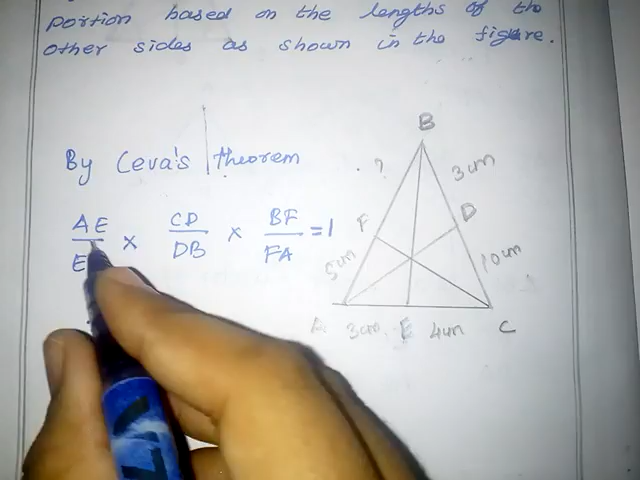 portion based on the lengths of the
other sides as shown in the figure.
By Ceva's theorem
AE/E × CD/DB × BF/FA = 1
B
?
3cm
F
D
5cm
10cm
A
3cm
E
4cm
C